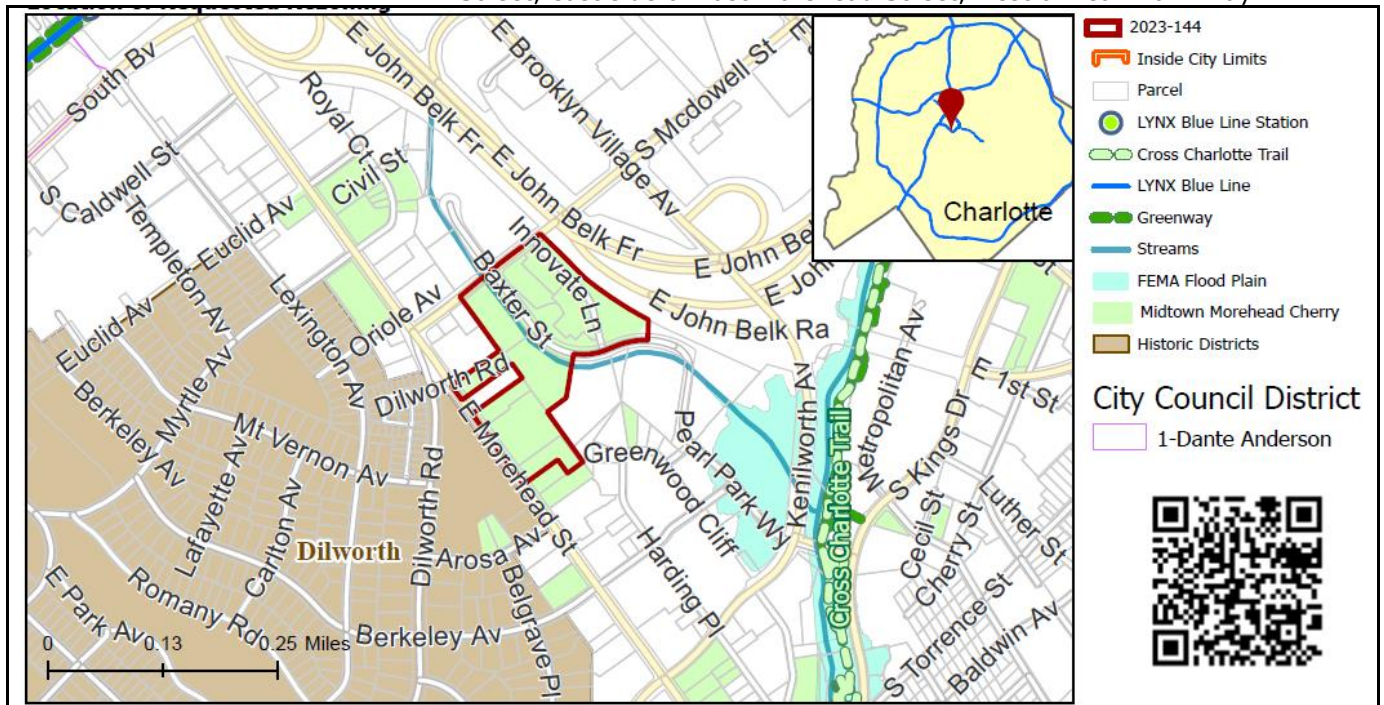 South Bv
S Caldwell St
Templeton Av
Euclid Av
Euclid Av
Royal Ct
Civil St
E John Belk Fr
E John Belk Fr
E John Belk Fr
E Brooklyn Village Av
S Mcdowell St
Innovate Ln
Baxter St
Oriole Av
Lexington Av
Myrtle Av
Berkeley Av
Mt Vernon Av
Lafayette Av
Carlton Av
Romany Rd
E Park Av
Dilworth Rd
Dilworth Rd
Dilworth
E Morehead St
Arosa Av
Belgrave Pl
Berkeley Av
E John Belk Ra
Greenwood Cliff
Pearl Park Wy
Harding Pl
Kenilworth Av
Cross Charlotte Trail
Metropolitan Av
S Kings Dr
E 1st St
Cecil St
Cherry St
Luther St
S Torrence St
Baldwin Av
Charlotte
0 0.13 0.25 Miles
2023-144
Inside City Limits
Parcel
LYNX Blue Line Station
Cross Charlotte Trail
LYNX Blue Line
Greenway
Streams
FEMA Flood Plain
Midtown Morehead Cherry
Historic Districts
City Council District
1-Dante Anderson